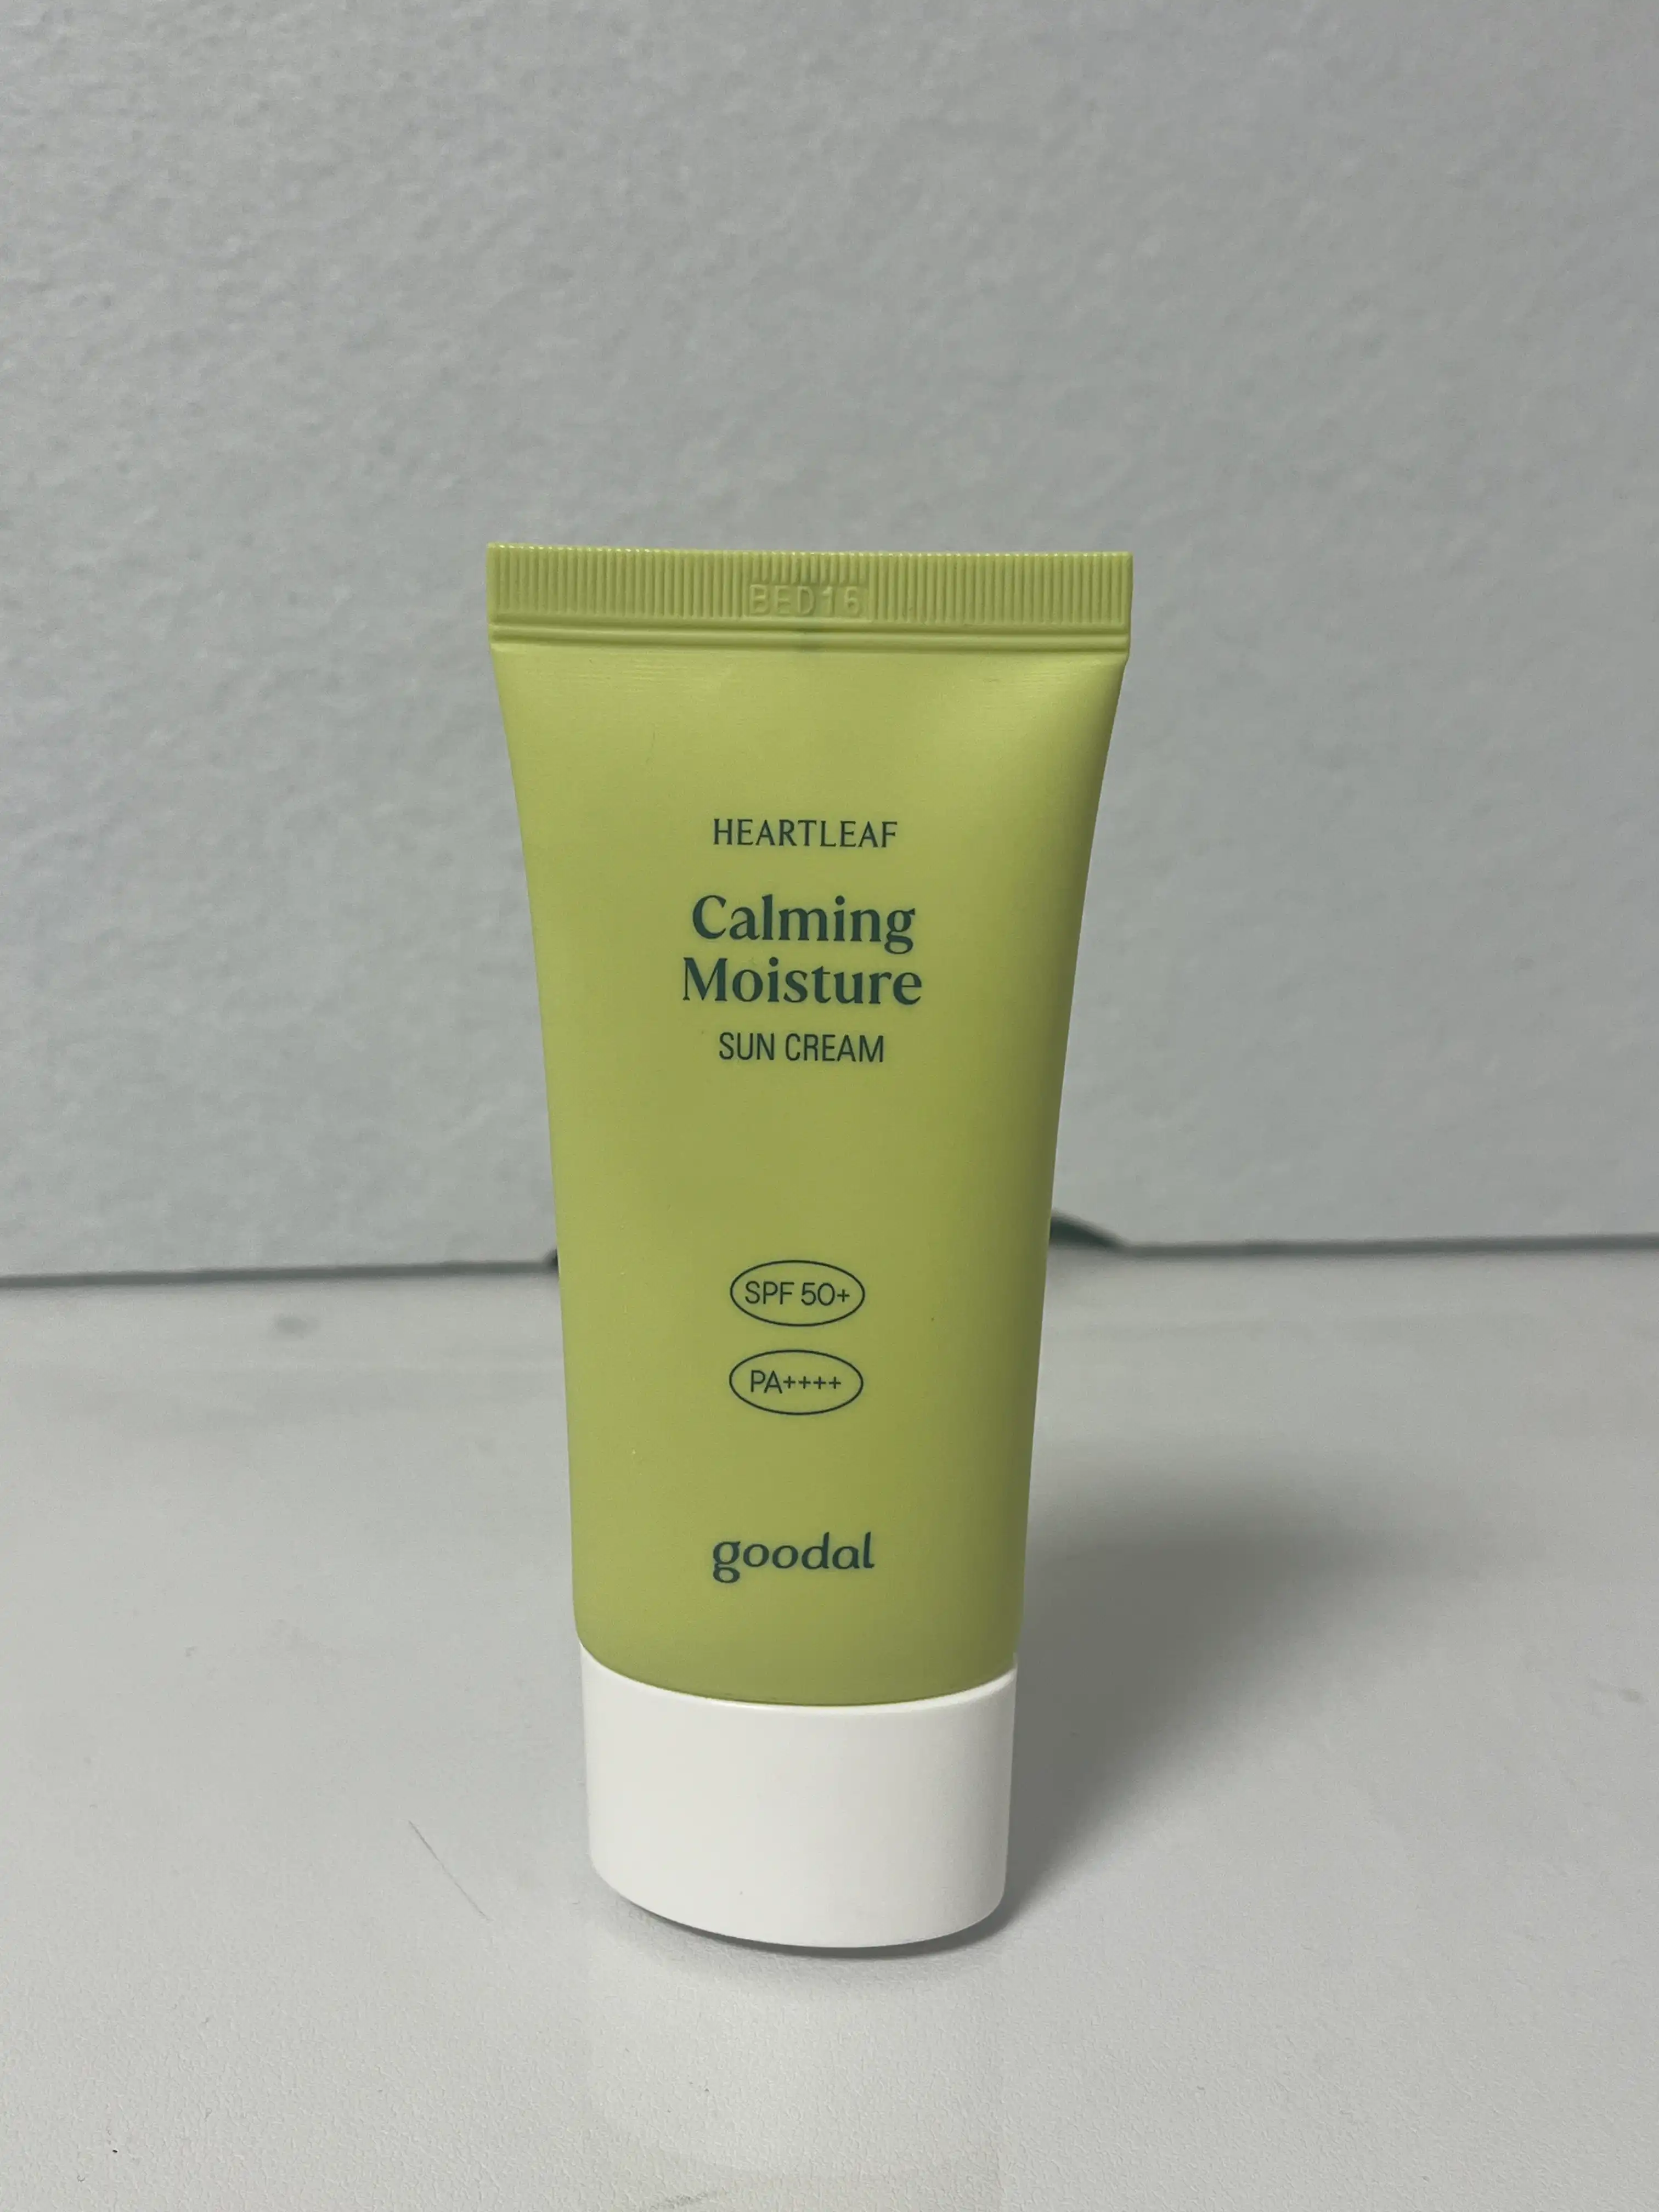 BED16
HEARTLEAF
Calming
Moisture
SUN CREAM
SPF 50+
PA++++
goodal